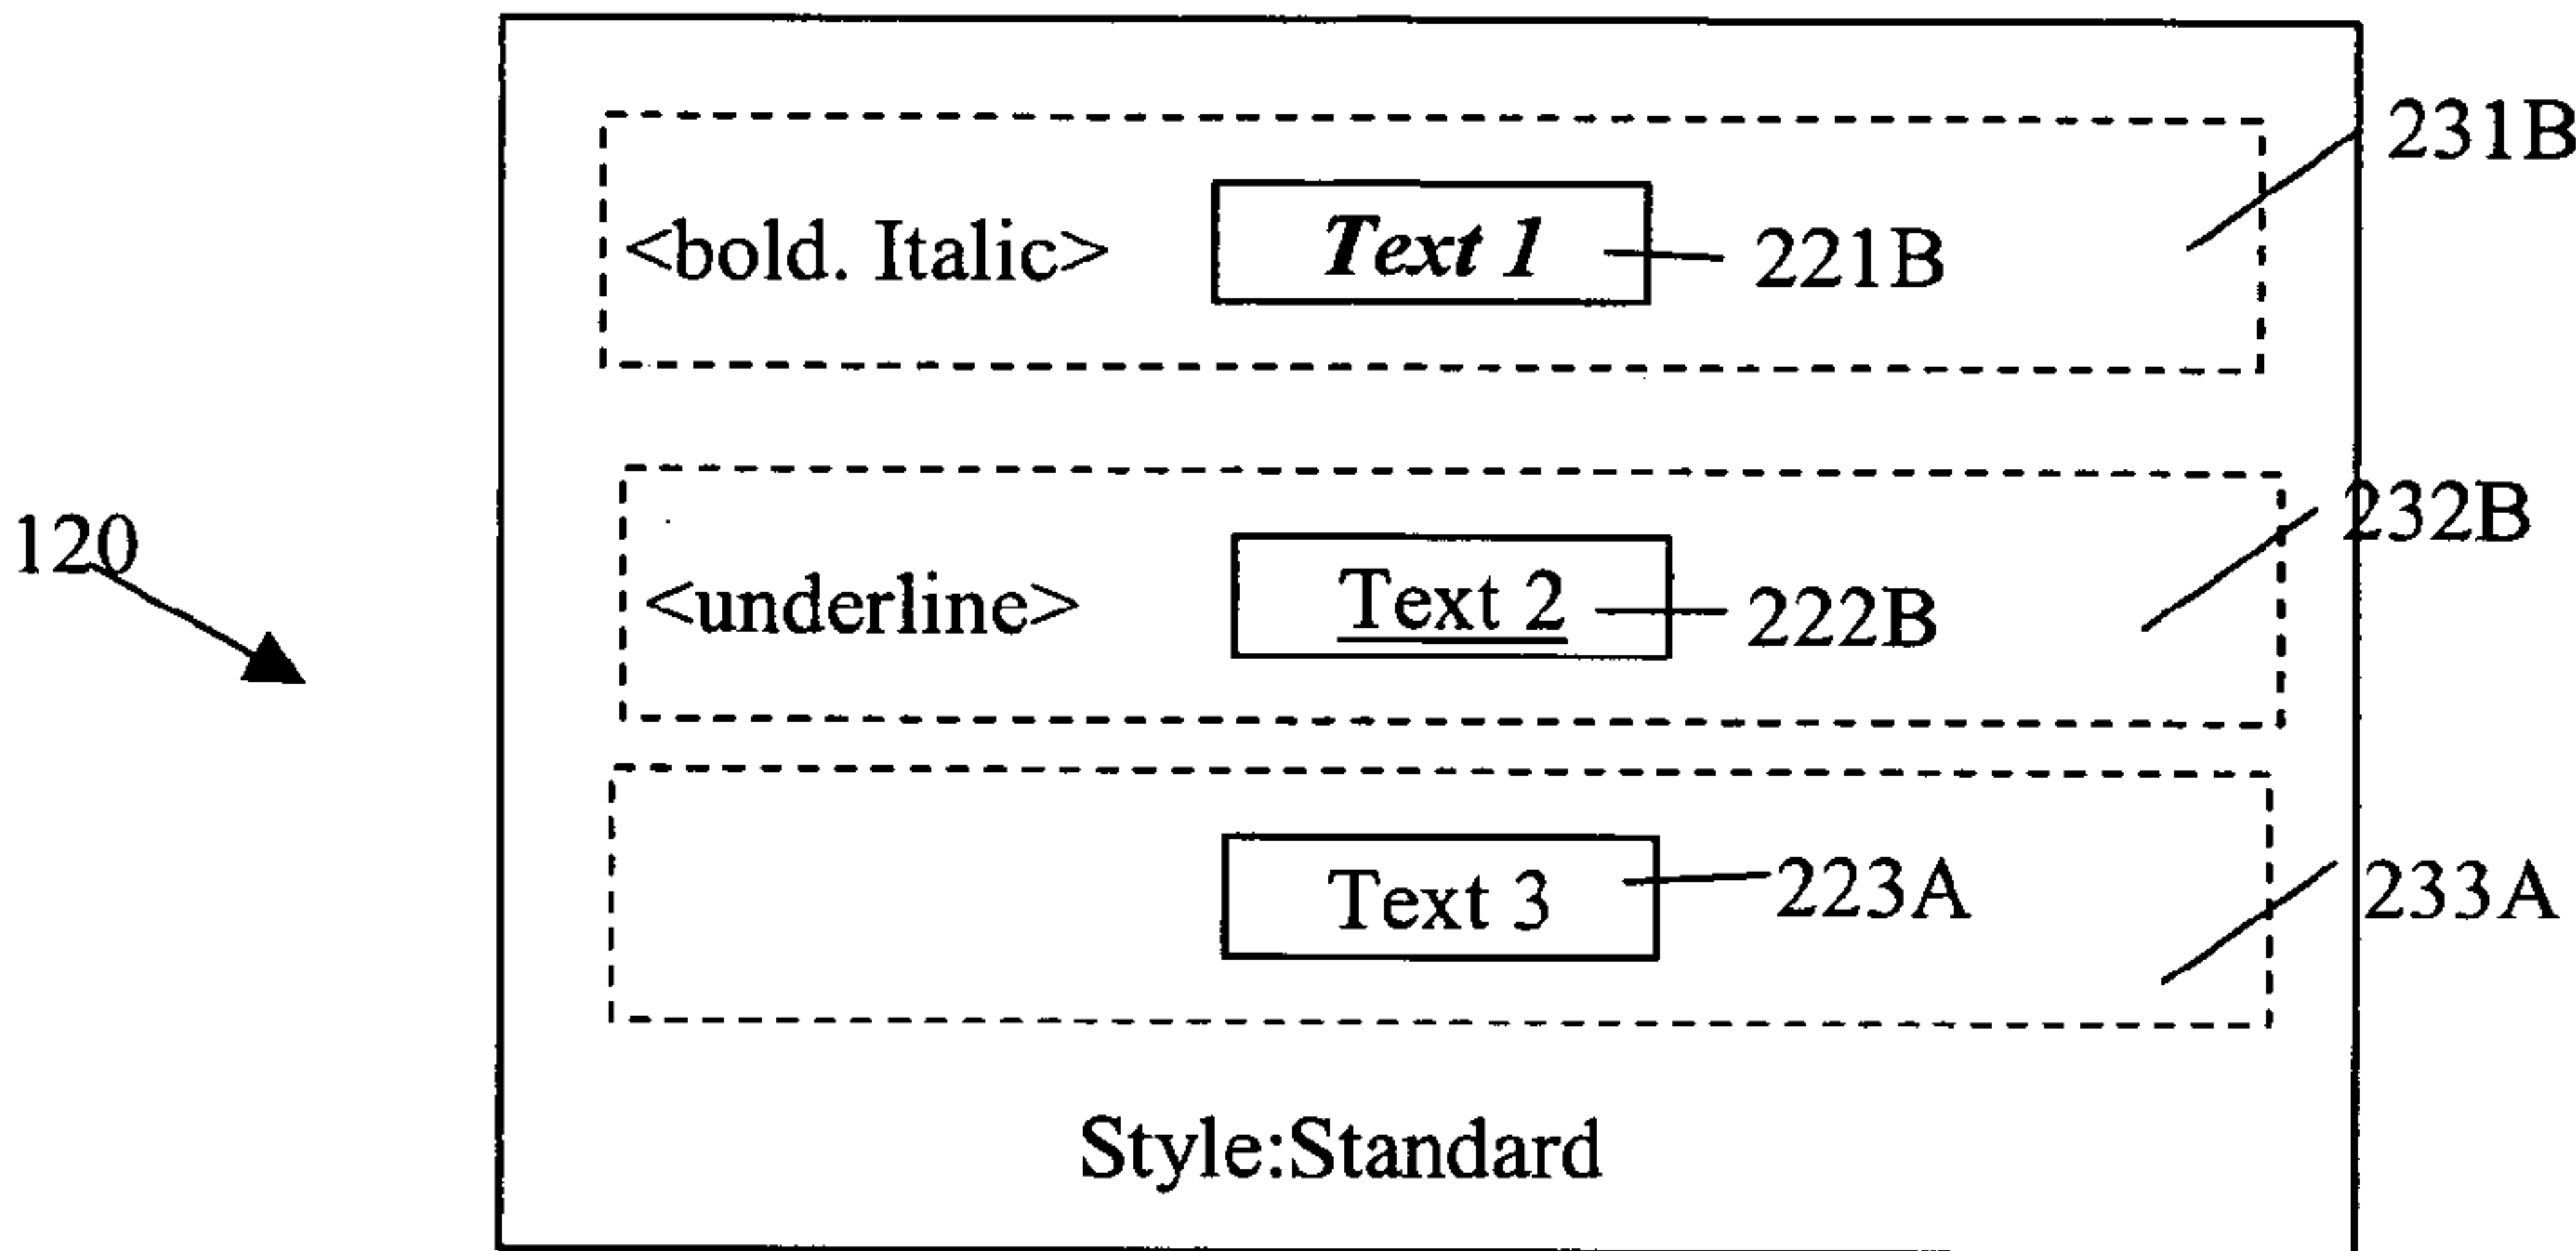 231B
<bold. Italic> Text 1 221B
120
232B
<underline> Text 2 222B
Text 3 223A 233A
Style:Standard